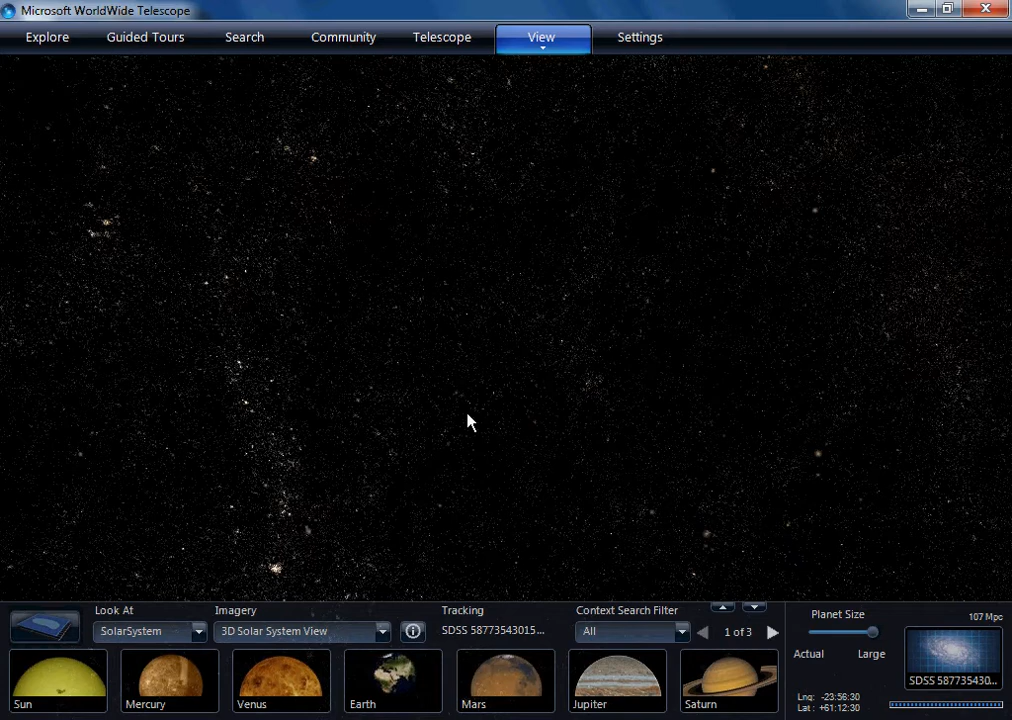 Microsoft WorldWide Telescope
Explore Guided Tours Search Community Telescope View Settings
Look At Imagery Tracking Context Search Filter Planet Size 107 Mpc
SolarSystem 3D Solar System View SDSS 58773543015... All 1 of 3
Actual Large
SDSS 587735430...
Lng: -23:56:30
Lat : +61:12:30
Sun Mercury Venus Earth Mars Jupiter Saturn